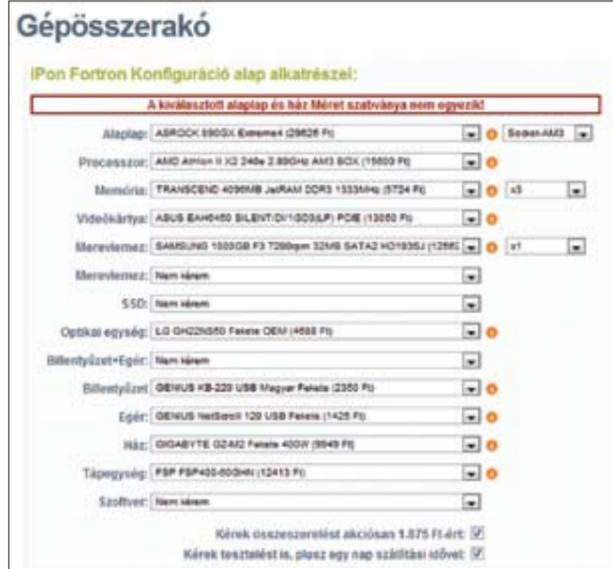 Gépösszerakó
iPon Fortron Konfiguráció alap alkatrészei:
A kiválasztott alaplap és ház Méret szabványa nem egyezik!
Alaplap: ASROCK 890GX Extreme4 (29625 Ft) Socket-AM3
Processzor: AMD Athlon II X2 240e 2.80GHz AM3 BOX (15603 Ft)
Memória: TRANSCEND 4096MB JetRAM DDR3 1333MHz (5724 Ft) x3
Videókártya: ASUS EAH5450 SILENT/DI/1GD3(LP) PCIE (13050 Ft)
Merevlemez: SAMSUNG 1000GB F3 7200rpm 32MB SATA2 HD103SJ x1
Merevlemez: Nem kérem
SSD: Nem kérem
Optikai egység: LG GH22NS50 Fekete OEM (4688 Ft)
Billentyűzet+Egér: Nem kérem
Billentyűzet GENIUS KB-220 USB Magyar Fekete (2350 Ft)
Egér: GENIUS NetScroll 120 USB Fekete (1425 Ft)
Ház: GIGABYTE GZ-M2 Fekete 400W (9949 Ft)
Tápegység: FSP FSP400-60GHN (12413 Ft)
Szoftver: Nem kérem
Kérek összeszerelést akciósan 1.875 Ft-ért:
Kérek tesztelést is, plusz egy nap szállítási idővel: